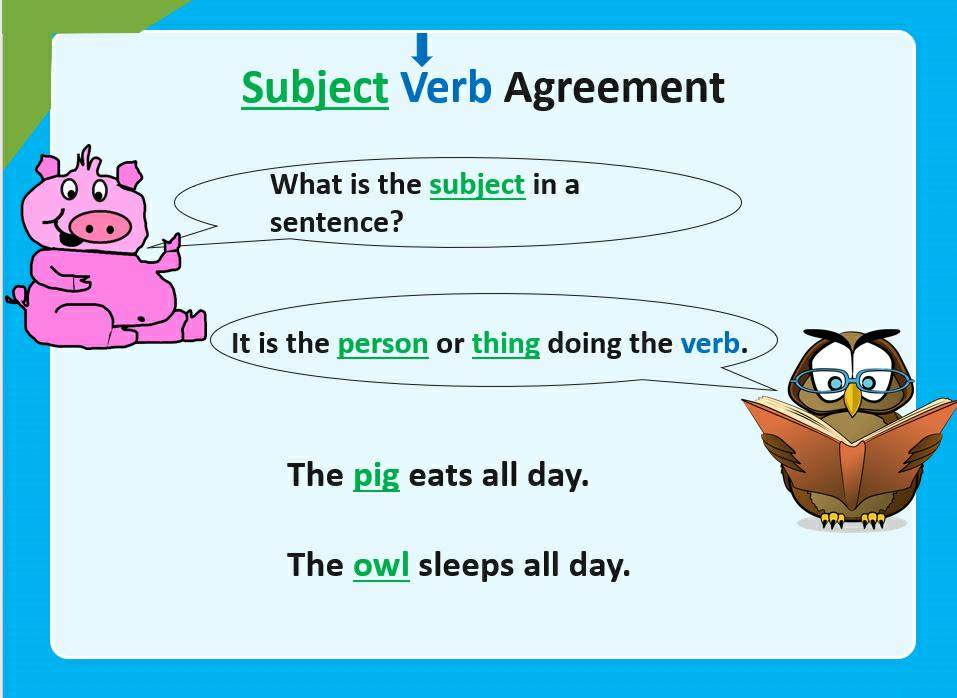 Subject Verb Agreement
What is the subject in a
sentence?
It is the person or thing doing the verb.
The pig eats all day.
The owl sleeps all day.